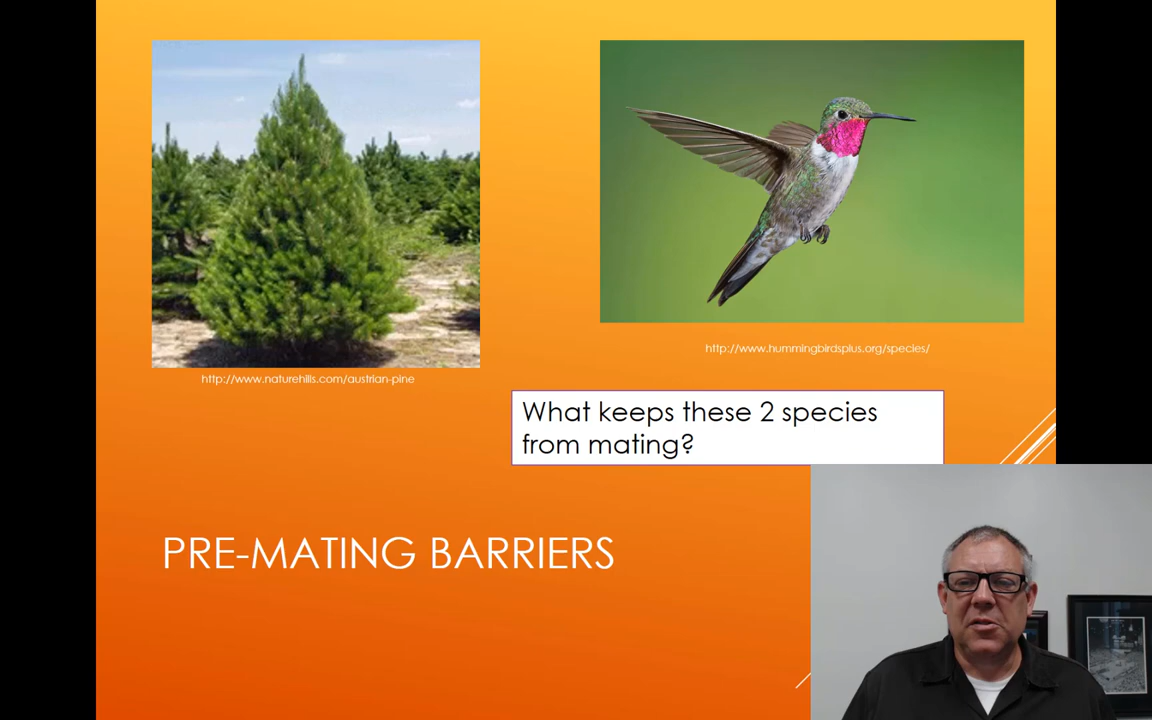 http://www.naturehills.com/austrian-pine
http://www.hummingbirdsplus.org/species/
What keeps these 2 species
from mating?
PRE-MATING BARRIERS